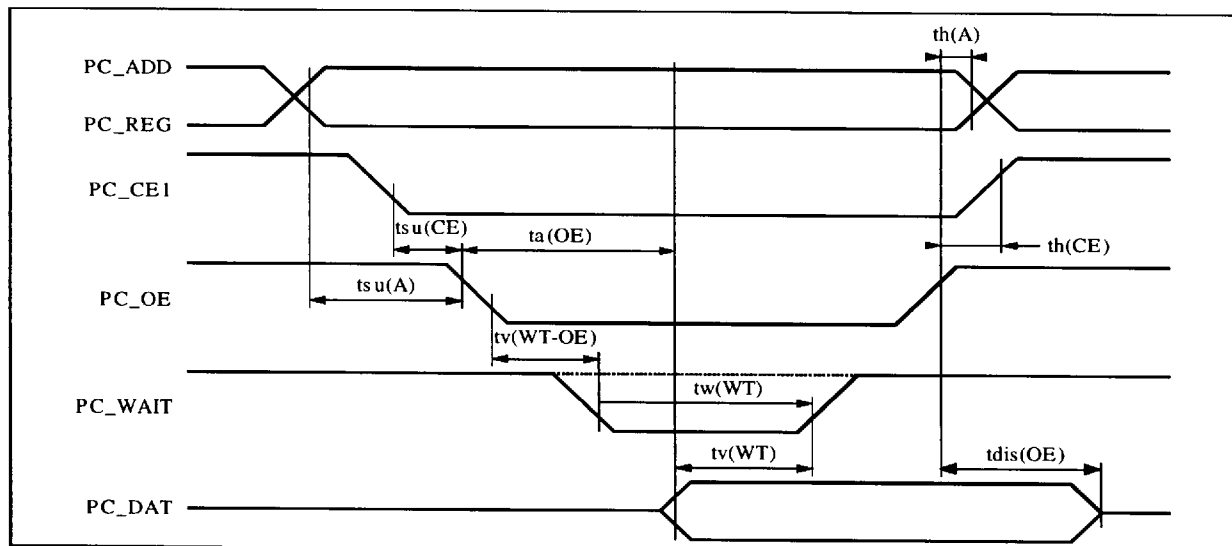 th(A)
PC_ADD
PC_REG
PC_CE1
tsu(CE)
ta(OE)
th(CE)
PC_OE
tsu(A)
tv(WT-OE)
PC_WAIT
tw(WT)
tv(WT)
tdis(OE)
PC_DAT